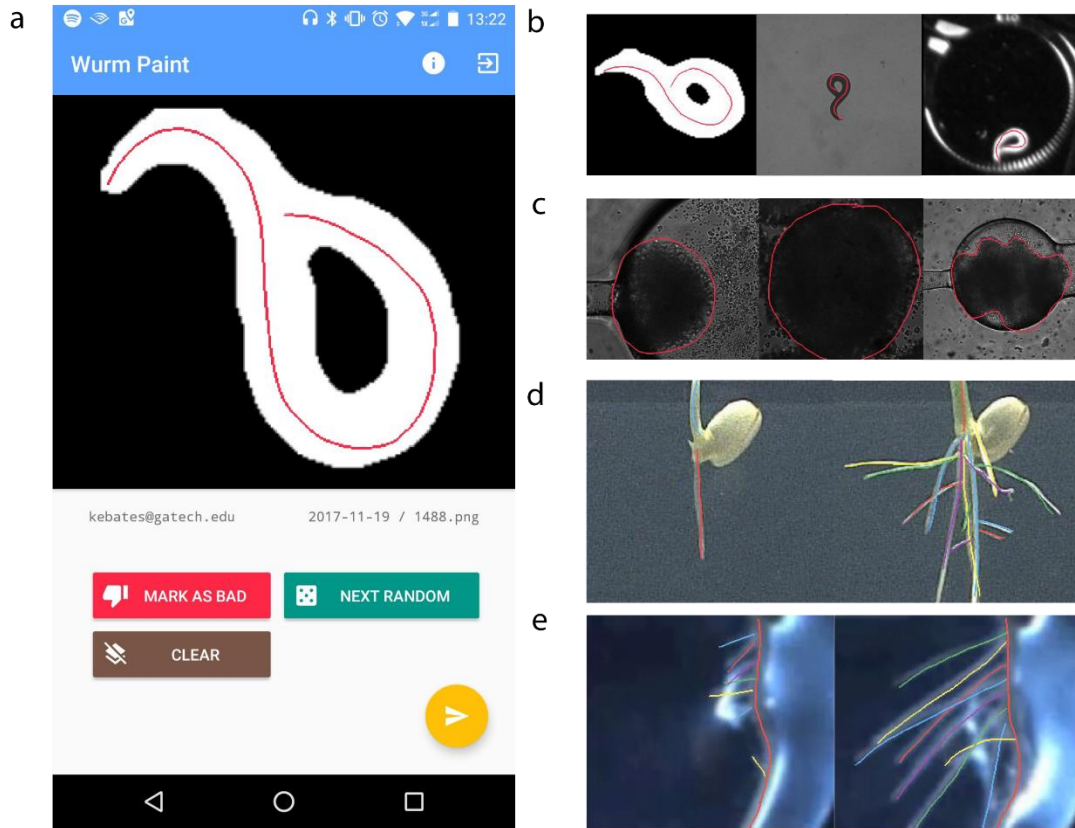 a
13:22
Wurm Paint
kebates@gatech.edu 2017-11-19 / 1488.png
MARK AS BAD NEXT RANDOM
CLEAR
b
c
d
e